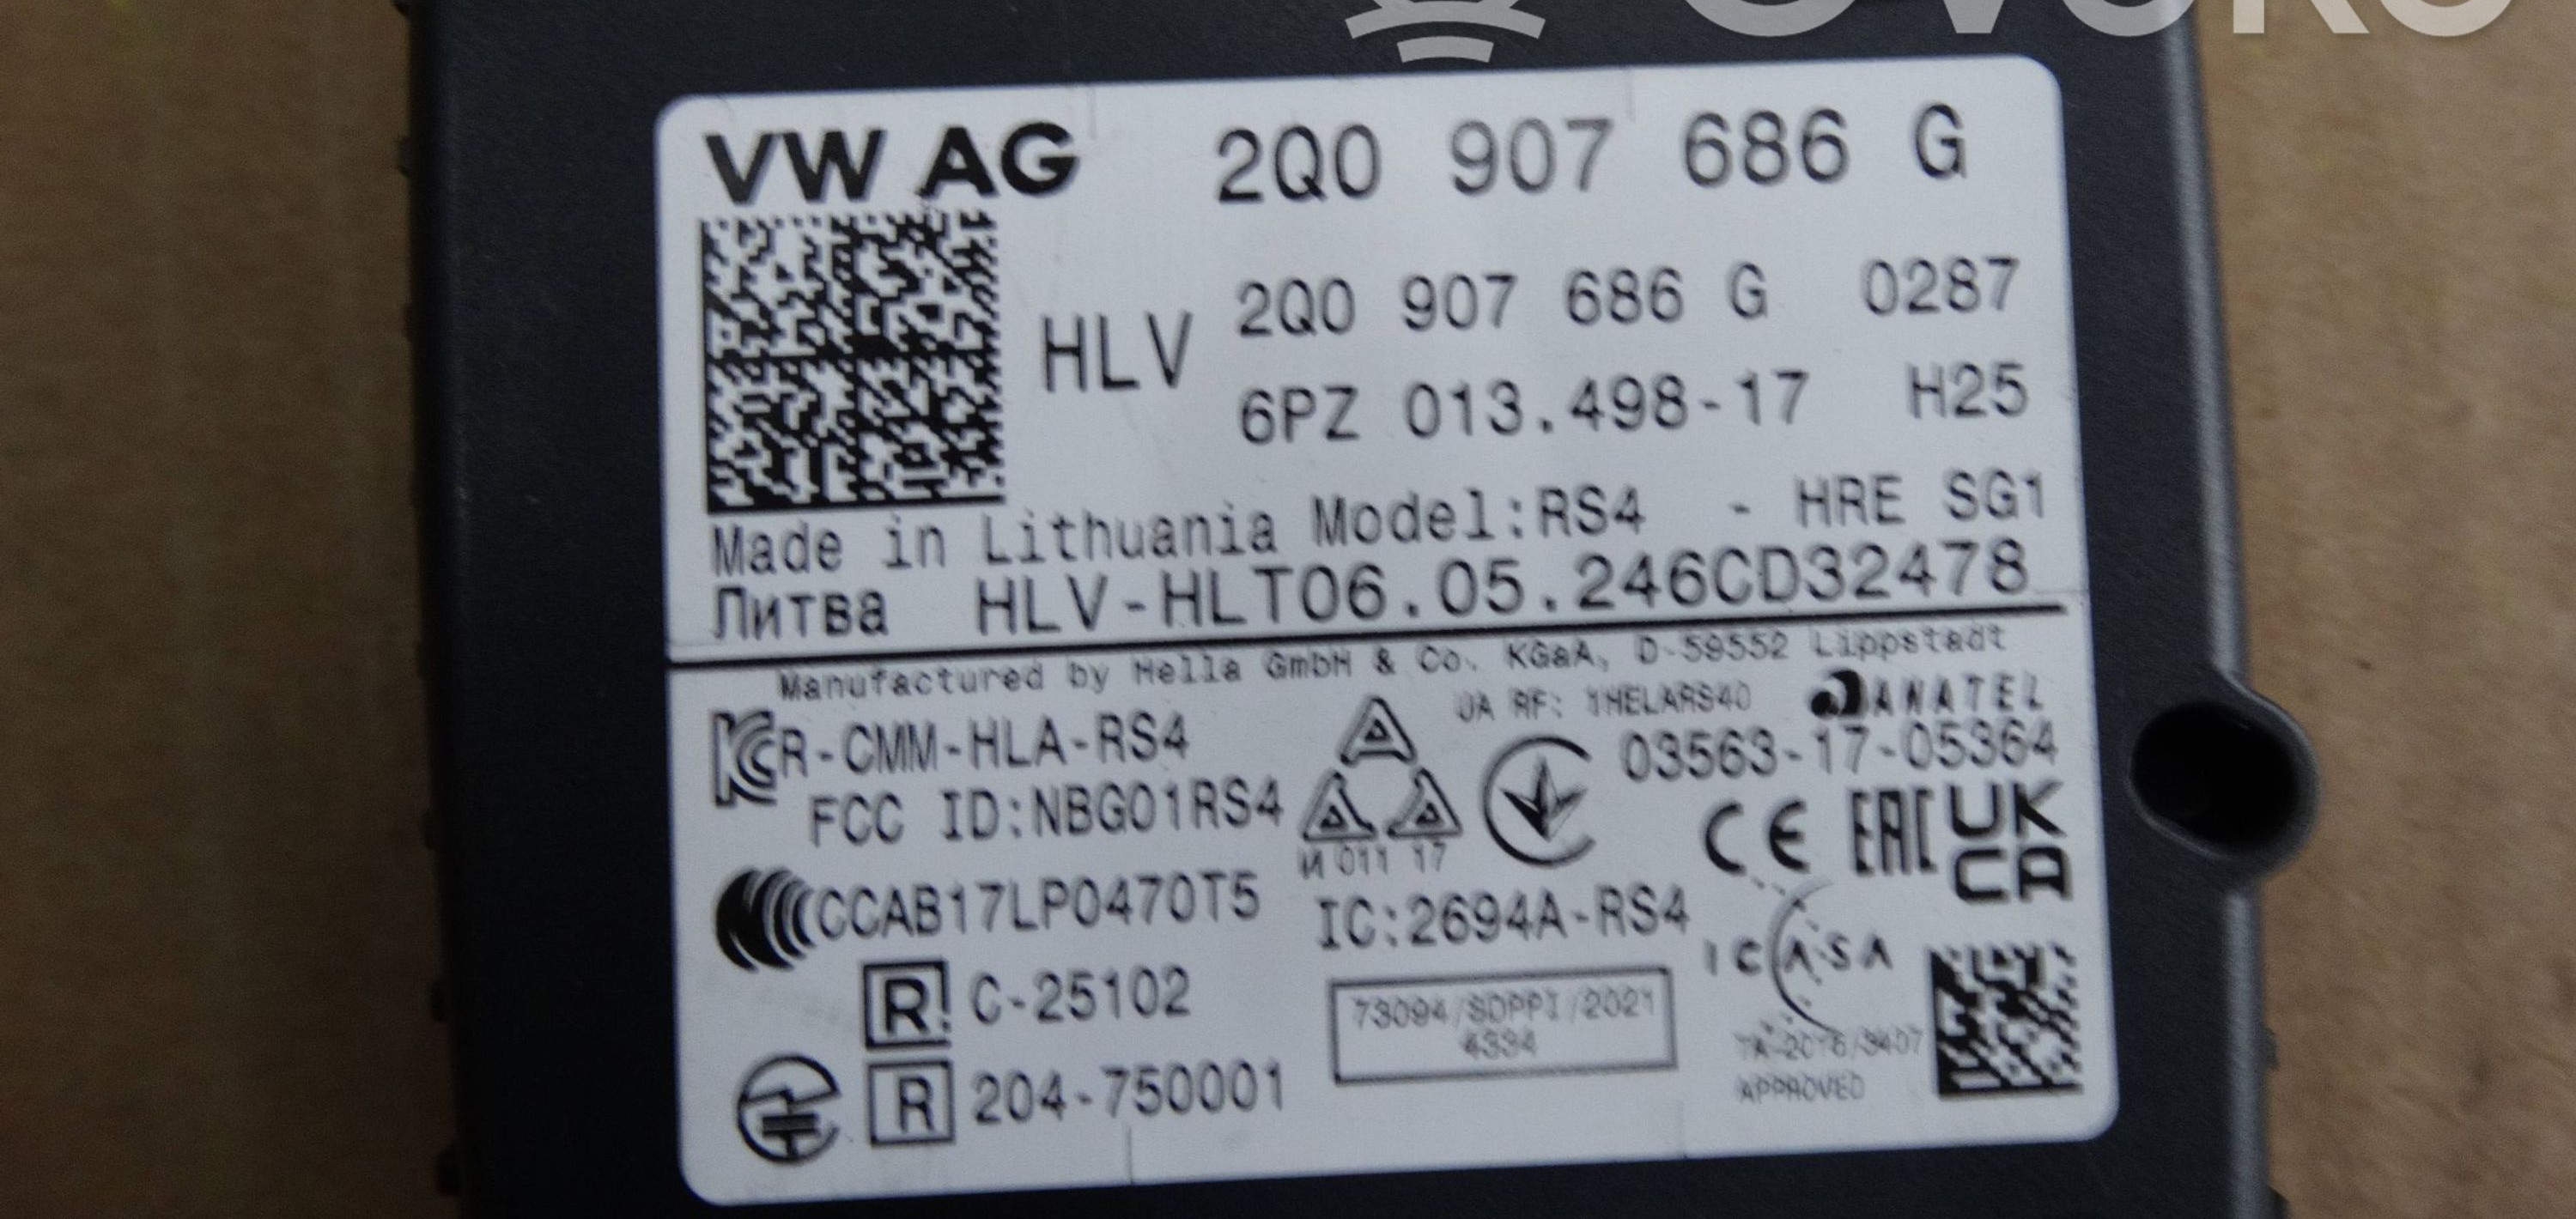 VW AG 2Q0 907 686 G
HLV 2Q0 907 686 G 0287
6PZ 013.498-17 H25
Made in Lithuania Model:RS4 - HRE SG1
Литва HLV-HLT06.05.246CD32478
Manufactured by Hella GmbH & Co. KGaA, D-59552 Lippstadt
UA RF: 1HELARS40 ANATEL
R-CMM-HLA-RS4 03563-17-05364
FCC ID:NBG01RS4
И 011 17
CE EAC UK CA
CCAB17LP0470T5 IC:2694A-RS4
ICASA
R C-25102
73094/SDPPI/2021
4334
TA-2016/3407
APPROVED
R 204-750001